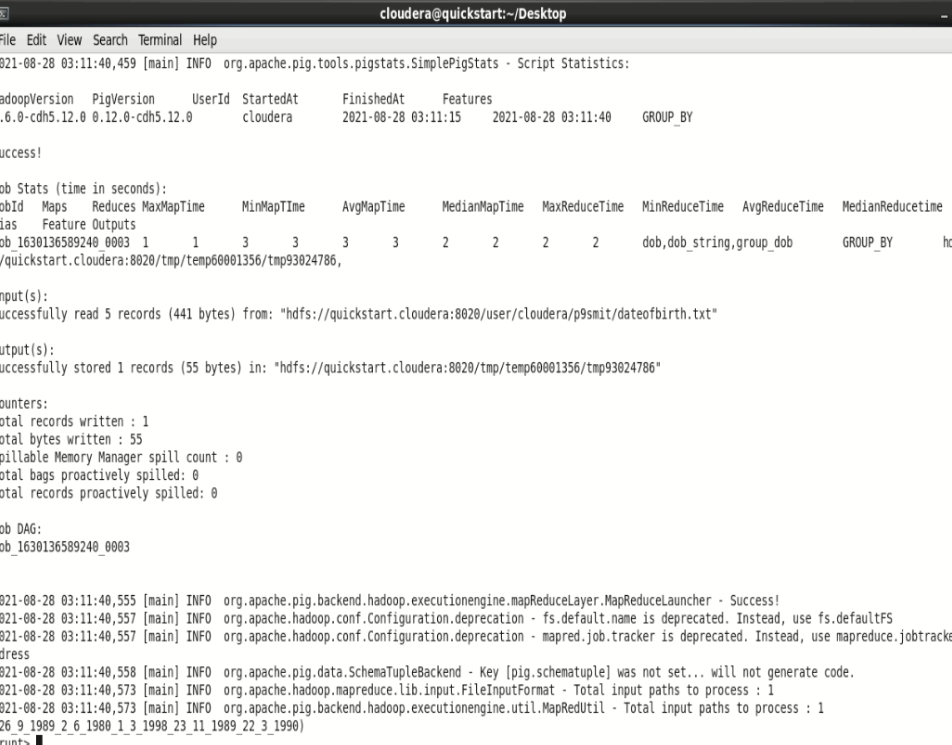 cloudera@quickstart:~/Desktop
File Edit View Search Terminal Help
021-08-28 03:11:40,459 [main] INFO org.apache.pig.tools.pigstats.SimplePigStats - Script Statistics:
adoopVersion PigVersion UserId StartedAt FinishedAt Features
.6.0-cdh5.12.0 0.12.0-cdh5.12.0 cloudera 2021-08-28 03:11:15 2021-08-28 03:11:40 GROUP_BY
uccess!
ob Stats (time in seconds):
obId Maps Reduces MaxMapTime MinMapTIme AvgMapTime MedianMapTime MaxReduceTime MinReduceTime AvgReduceTime MedianReducetime
ias Feature Outputs
ob_1630136589240_0003 1 1 3 3 3 3 2 2 2 2 dob,dob_string,group_dob GROUP_BY hd
/quickstart.cloudera:8020/tmp/temp60001356/tmp93024786,
nput(s):
uccessfully read 5 records (441 bytes) from: "hdfs://quickstart.cloudera:8020/user/cloudera/p9smit/dateofbirth.txt"
utput(s):
uccessfully stored 1 records (55 bytes) in: "hdfs://quickstart.cloudera:8020/tmp/temp60001356/tmp93024786"
ounters:
otal records written : 1
otal bytes written : 55
pillable Memory Manager spill count : 0
otal bags proactively spilled: 0
otal records proactively spilled: 0
ob DAG:
ob_1630136589240_0003
021-08-28 03:11:40,555 [main] INFO org.apache.pig.backend.hadoop.executionengine.mapReduceLayer.MapReduceLauncher - Success!
021-08-28 03:11:40,557 [main] INFO org.apache.hadoop.conf.Configuration.deprecation - fs.default.name is deprecated. Instead, use fs.defaultFS
021-08-28 03:11:40,557 [main] INFO org.apache.hadoop.conf.Configuration.deprecation - mapred.job.tracker is deprecated. Instead, use mapreduce.jobtracke
dress
021-08-28 03:11:40,558 [main] INFO org.apache.pig.data.SchemaTupleBackend - Key [pig.schematuple] was not set... will not generate code.
021-08-28 03:11:40,573 [main] INFO org.apache.hadoop.mapreduce.lib.input.FileInputFormat - Total input paths to process : 1
021-08-28 03:11:40,573 [main] INFO org.apache.pig.backend.hadoop.executionengine.util.MapRedUtil - Total input paths to process : 1
26_9_1989_2_6_1980_1_3_1998_23_11_1989_22_3_1990)
runt>